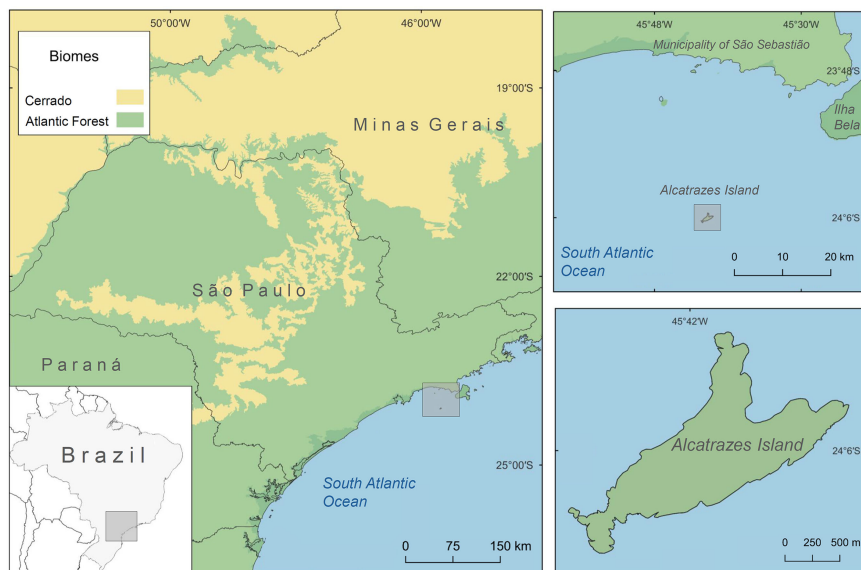 50°00'W
46°00'W
Biomes
Cerrado
Atlantic Forest
19°00'S
Minas Gerais
22°00'S
São Paulo
Paraná
Brazil
25°00'S
South Atlantic
Ocean
0 75 150 km
45°48'W
45°30'W
Municipality of São Sebastião
23°48'S
Ilha
Bela
Alcatrazes Island
24°6'S
South Atlantic
Ocean
0 10 20 km
45°42'W
Alcatrazes Island
24°6'S
0 250 500 m